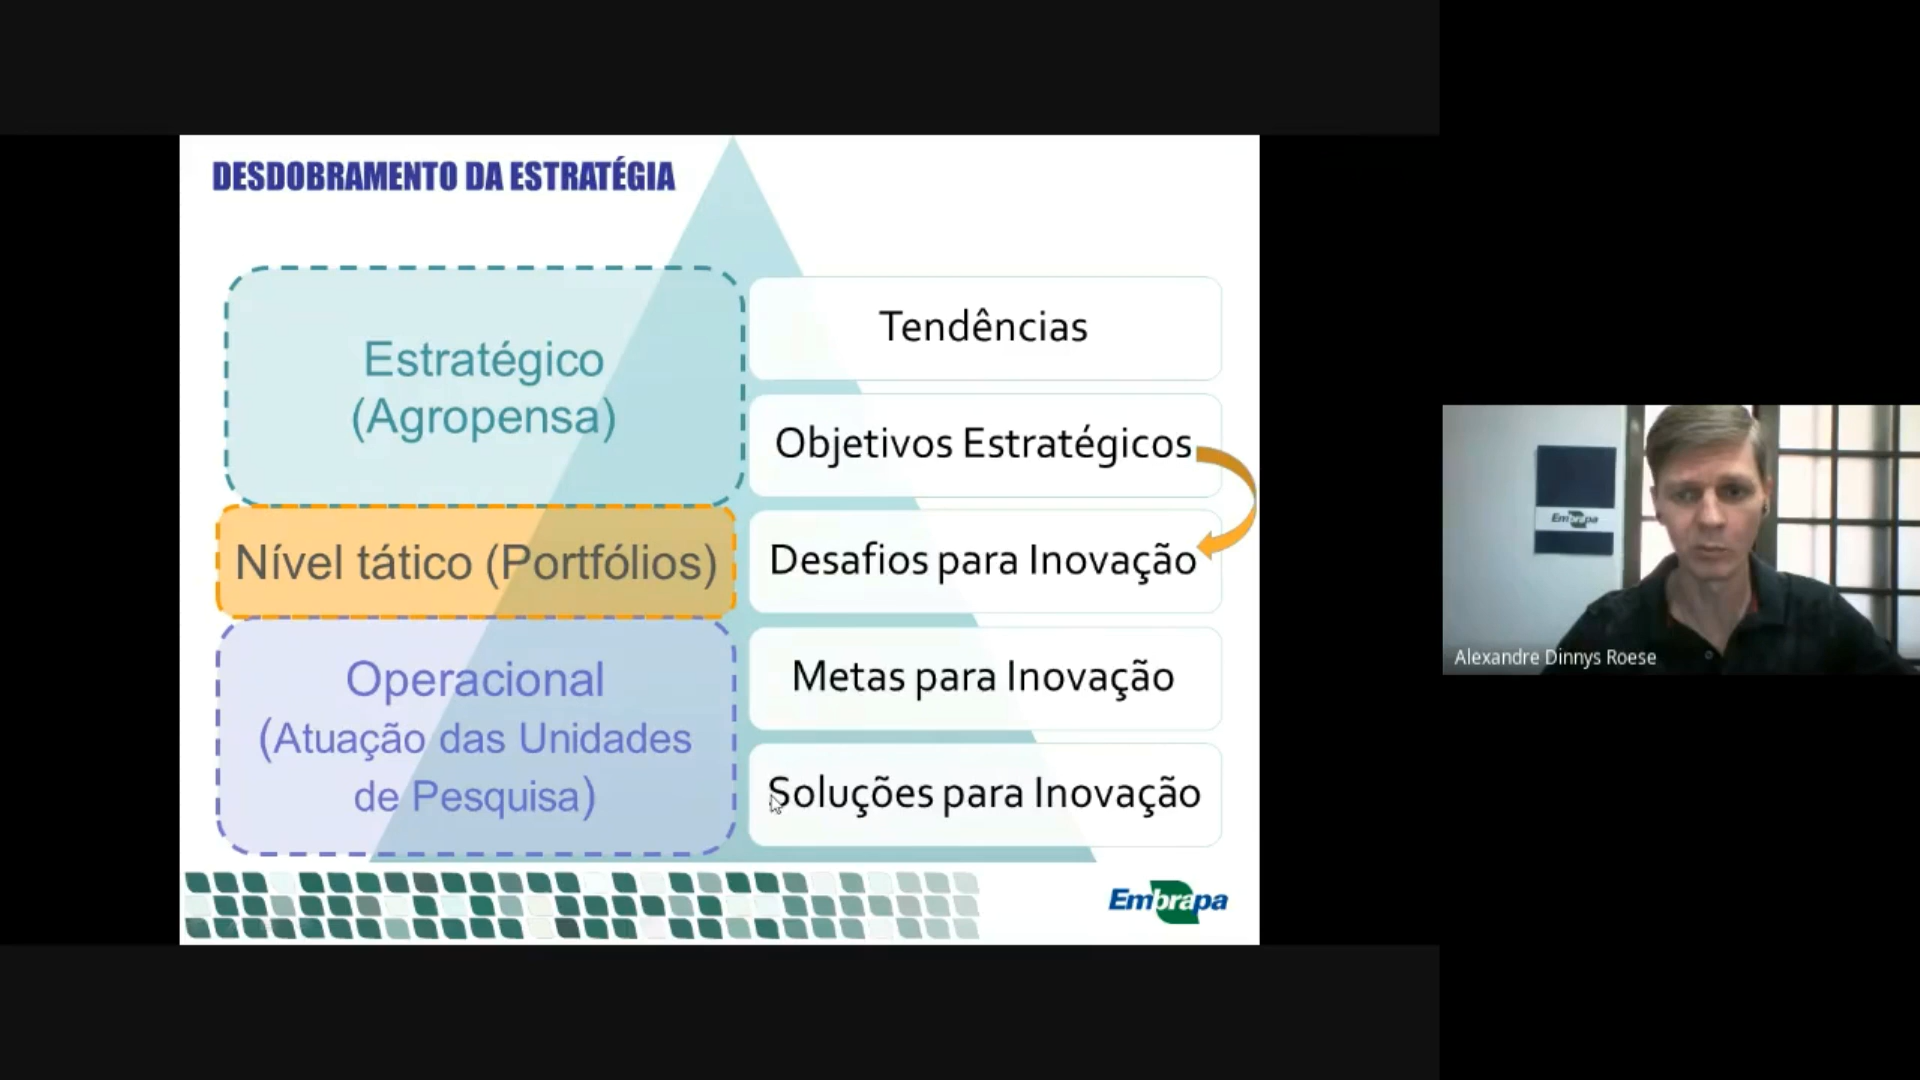 DESDOBRAMENTO DA ESTRATÉGIA
Estratégico
(Agropensa)
Nível tático (Portfólios)
Operacional
(Atuação das Unidades
de Pesquisa)
Tendências
Objetivos Estratégicos
Desafios para Inovação
Metas para Inovação
Soluções para Inovação
Embrapa
Embrapa
Alexandre Dinnys Roese